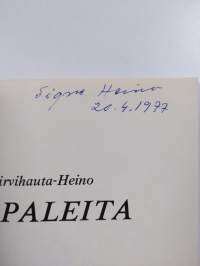 Signe Heino
20.4.1977
irvihauta-Heino
PALEITA